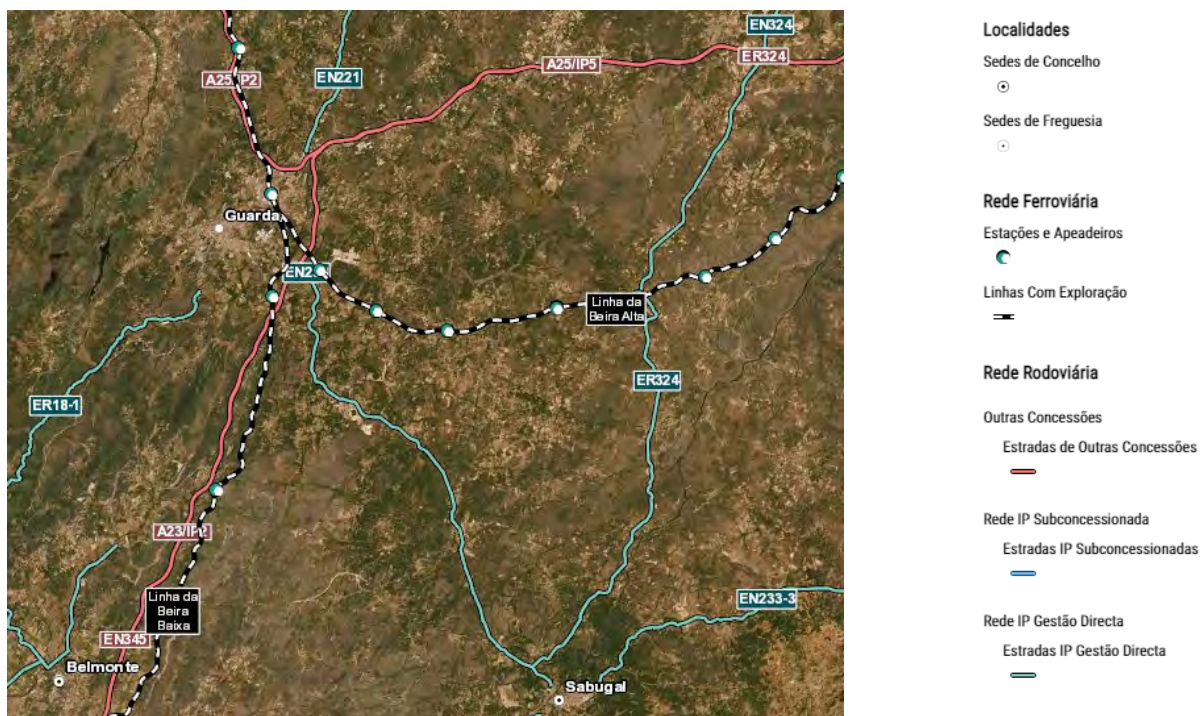 EN324
ER324
A25/IP5
A25/IP2
EN221
Guarda
Linha da
Beira Alta
ER324
ER18-1
A23/IP2
Linha da
Beira
Baixa
EN233-3
EN345
Belmonte
Sabugal
Localidades
Sedes de Concelho
Sedes de Freguesia
Rede Ferroviária
Estações e Apeadeiros
Linhas Com Exploração
Rede Rodoviária
Outras Concessões
Estradas de Outras Concessões
Rede IP Subconcessionada
Estradas IP Subconcessionadas
Rede IP Gestão Directa
Estradas IP Gestão Directa